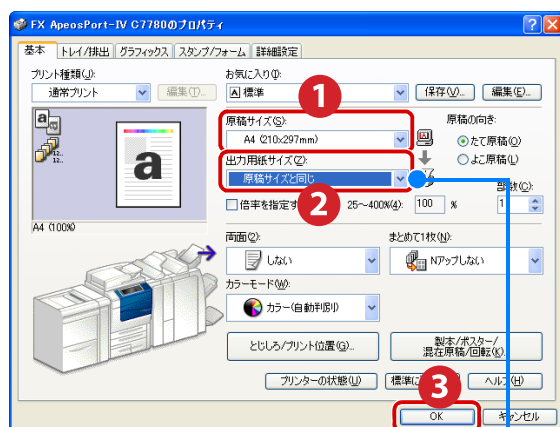 FX ApeosPort-IV C7780のプロパティ
基本 トレイ/排出 グラフィックス スタンプ/フォーム 詳細設定
プリント種類(J):
通常プリント 編集(T)...
お気に入り(I):
A 標準 保存(V)... 編集(E)...
1
原稿サイズ(S):
A4 (210×297mm)
原稿の向き:
たて原稿(O)
よこ原稿(L)
出力用紙サイズ(Z):
原稿サイズと同じ
2
倍率を指定す 25～400%(4): 100 %
部数(C):
1
a
12..
12..
a
A4 (100%)
両面(2):
しない
まとめて1枚(N):
Nアップしない
カラーモード(W):
カラー(自動判別)
とじしろ/プリント位置(G)...
製本/ポスター/
混在原稿/回転(K)...
プリンターの状態(U) 標準に ヘルプ(H)
3
OK キャンセル